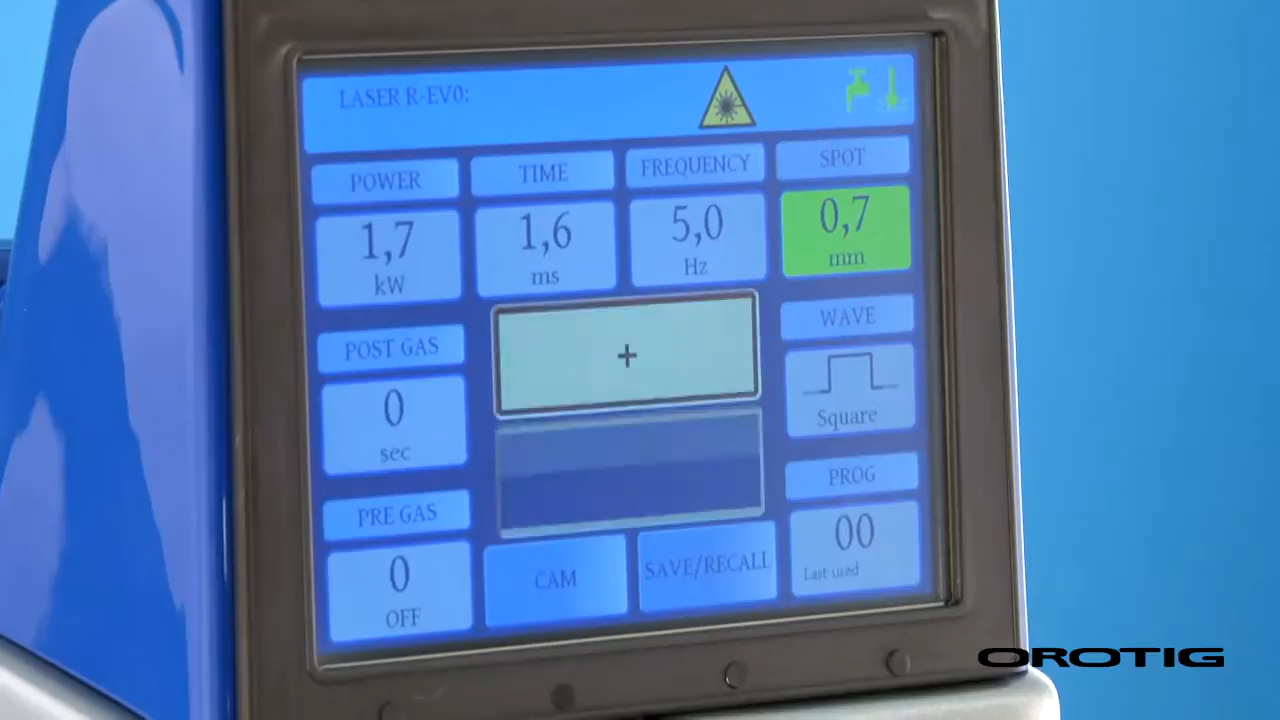 LASER R-EV0:
POWER
TIME
FREQUENCY
SPOT
1,7
kW
1,6
ms
5,0
Hz
0,7
mm
POST GAS
0
sec
+
WAVE
Square
PRE GAS
0
OFF
CAM
SAVE/RECALL
PROG
00
Last used
OROTIG